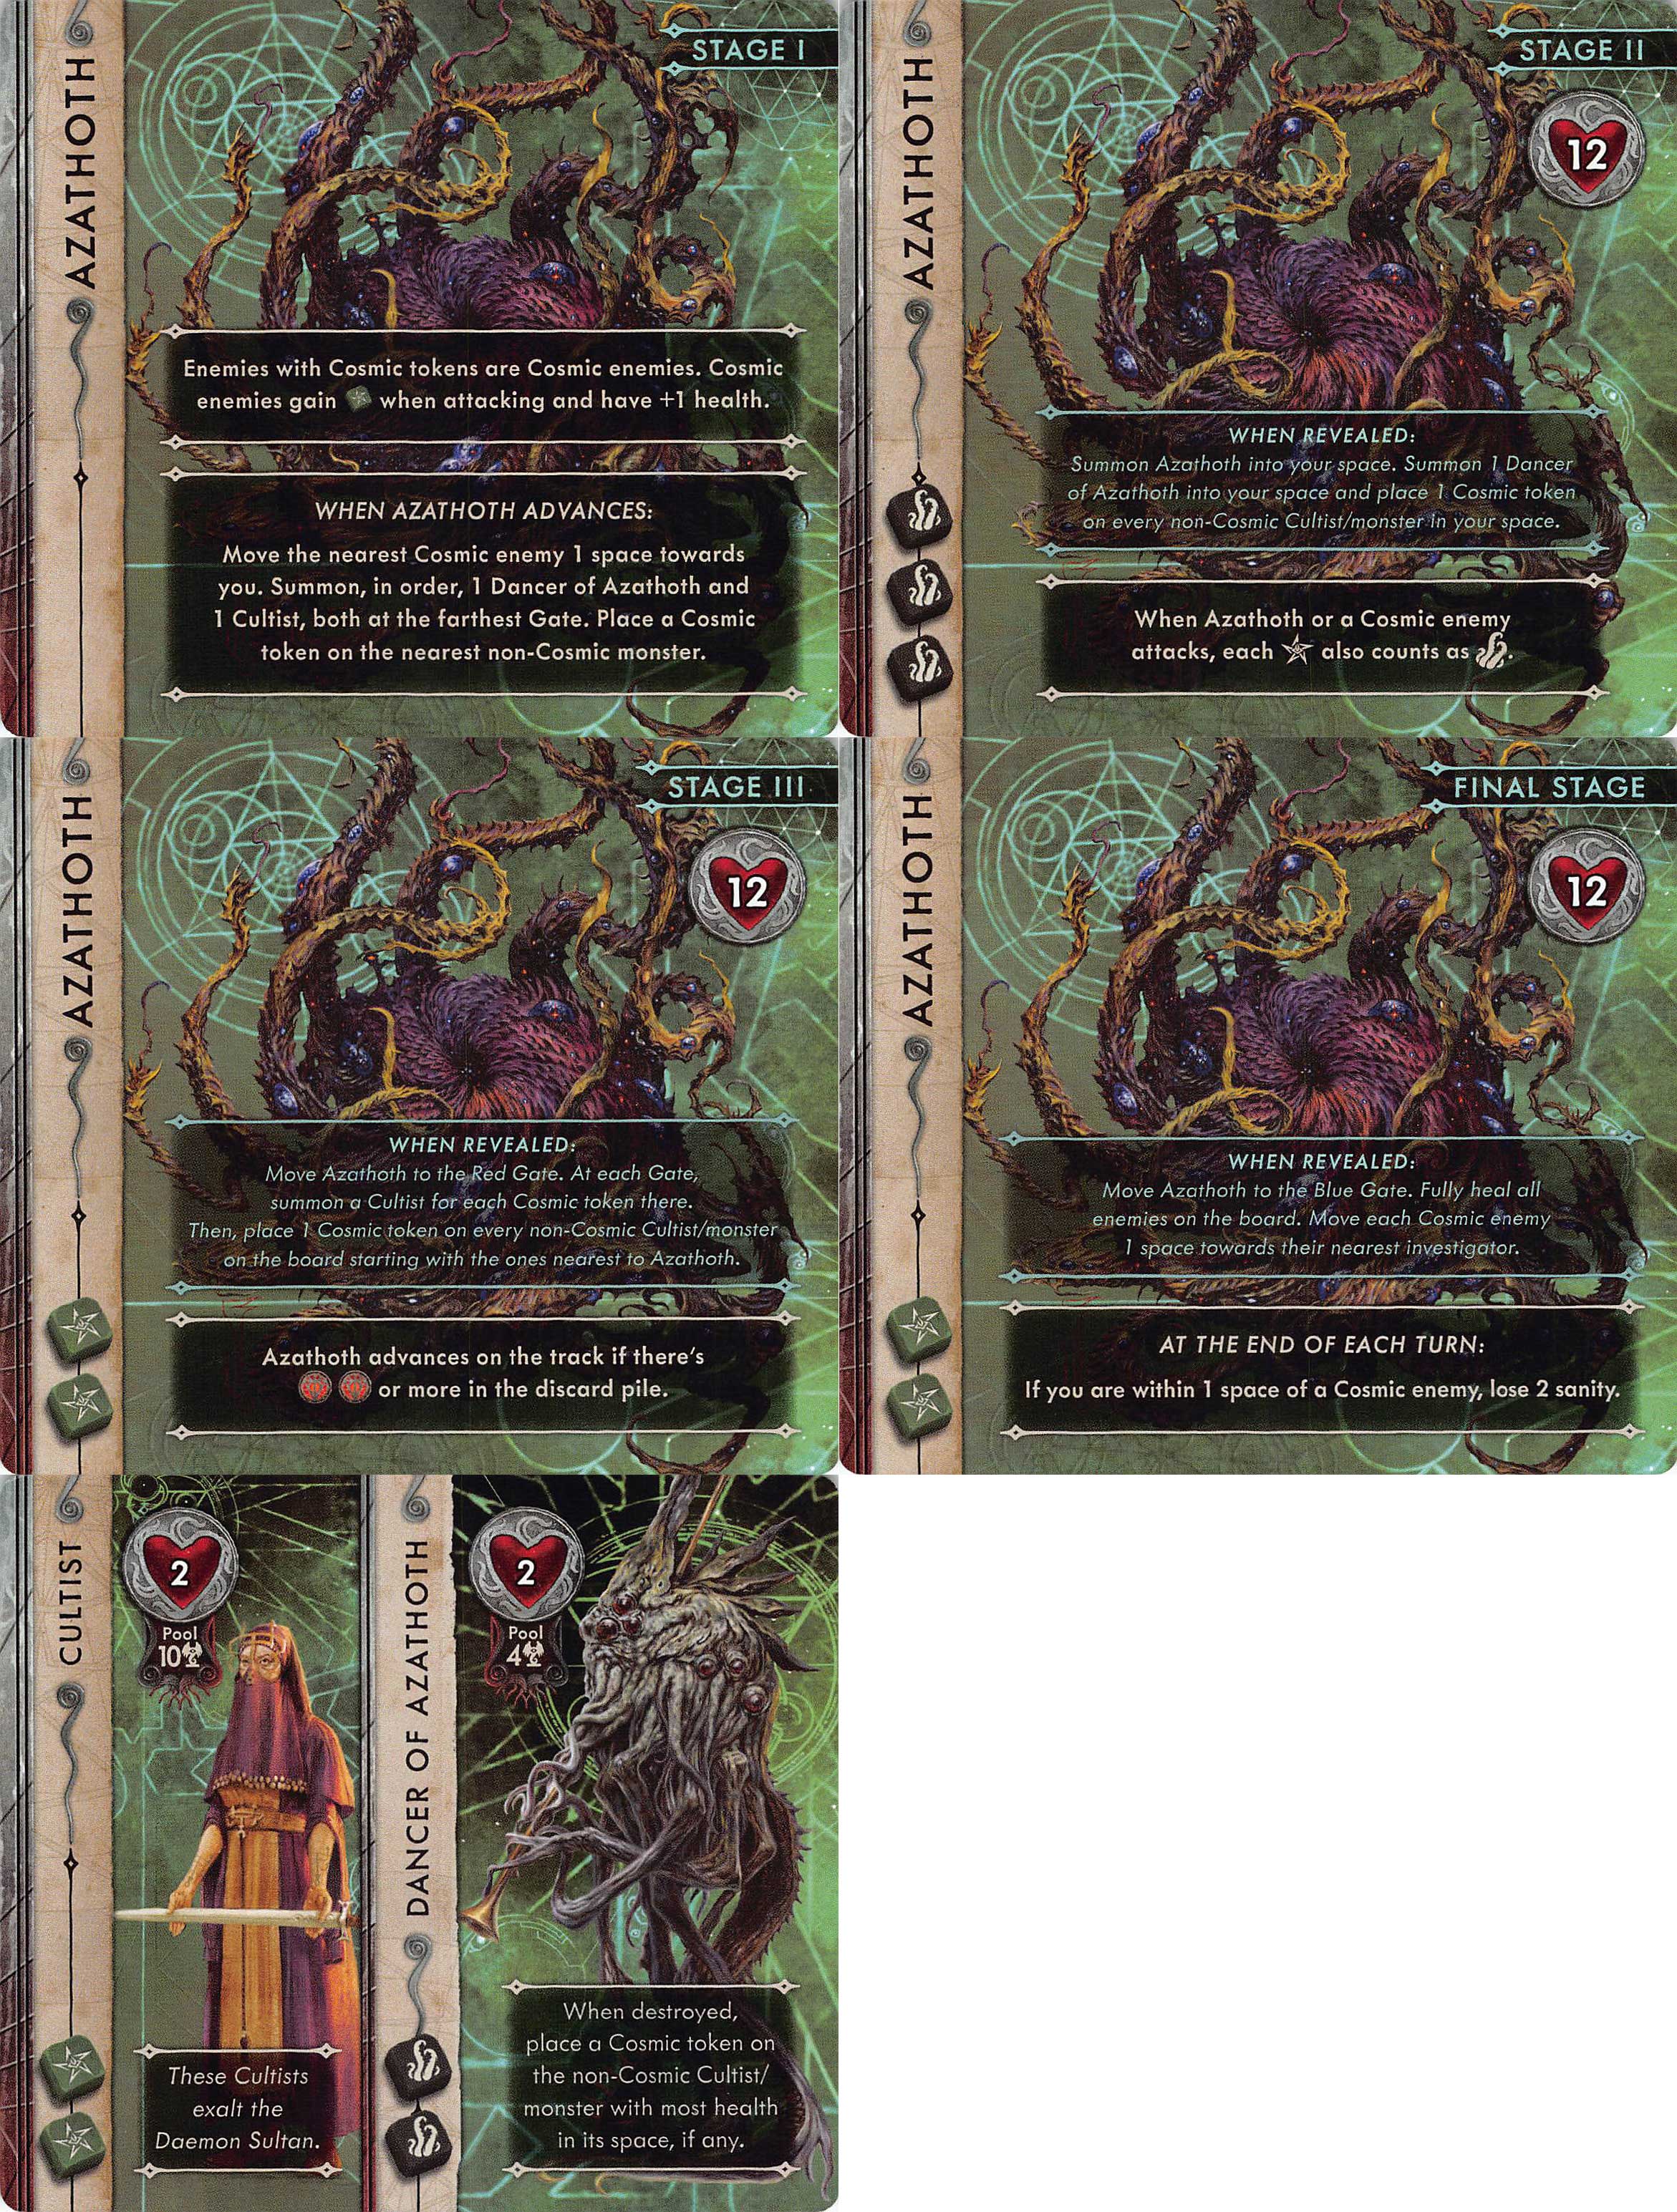 AZATHOTH
STAGE I
Enemies with Cosmic tokens are Cosmic enemies. Cosmic
enemies gain when attacking and have +1 health.
WHEN AZATHOTH ADVANCES:
Move the nearest Cosmic enemy 1 space towards
you. Summon, in order, 1 Dancer of Azathoth and
1 Cultist, both at the farthest Gate. Place a Cosmic
token on the nearest non-Cosmic monster.
AZATHOTH
STAGE II
12
WHEN REVEALED:
Summon Azathoth into your space. Summon 1 Dancer
of Azathoth into your space and place 1 Cosmic token
on every non-Cosmic Cultist/monster in your space.
When Azathoth or a Cosmic enemy
attacks, each also counts as .
AZATHOTH
STAGE III
12
WHEN REVEALED:
Move Azathoth to the Red Gate. At each Gate,
summon a Cultist for each Cosmic token there.
Then, place 1 Cosmic token on every non-Cosmic Cultist/monster
on the board starting with the ones nearest to Azathoth.
Azathoth advances on the track if there's
or more in the discard pile.
AZATHOTH
FINAL STAGE
12
WHEN REVEALED:
Move Azathoth to the Blue Gate. Fully heal all
enemies on the board. Move each Cosmic enemy
1 space towards their nearest investigator.
AT THE END OF EACH TURN:
If you are within 1 space of a Cosmic enemy, lose 2 sanity.
CULTIST
2
Pool
10
These Cultists
exalt the
Daemon Sultan.
DANCER OF AZATHOTH
2
Pool
4
When destroyed,
place a Cosmic token on
the non-Cosmic Cultist/
monster with most health
in its space, if any.